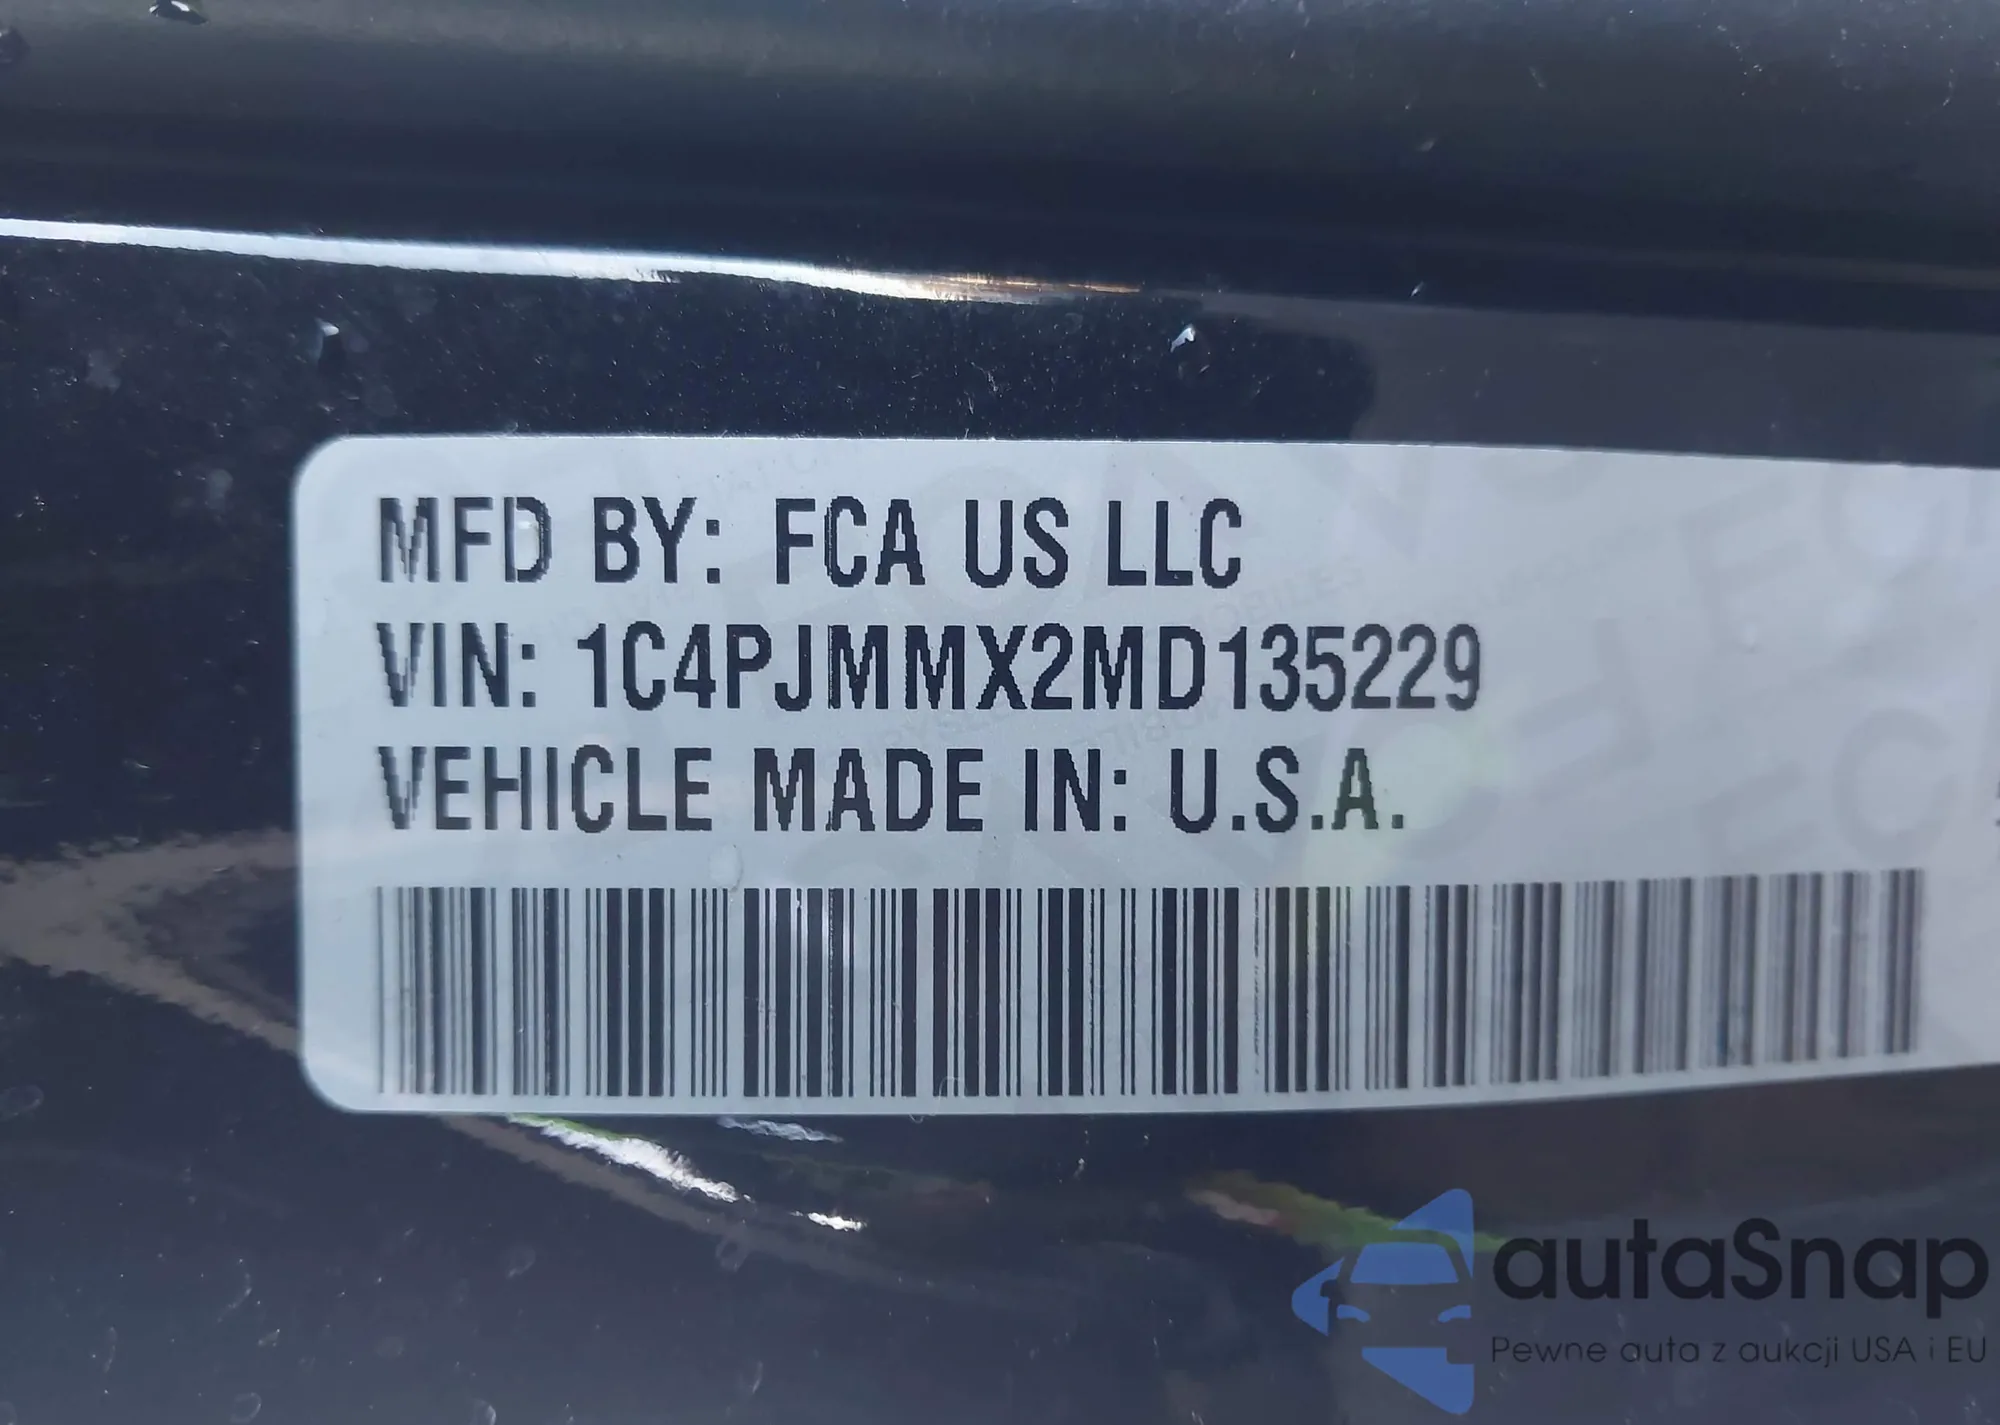 MFD BY: FCA US LLC
VIN: 1C4PJMMX2MD135229
VEHICLE MADE IN: U.S.A.
autaSnap
Pewne auta z aukcji USA i EU